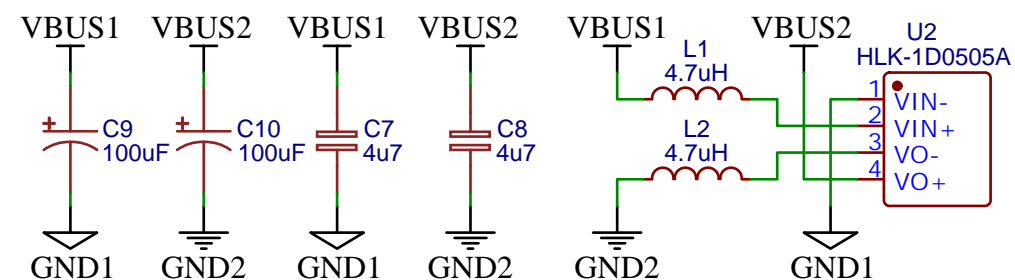 VBUS1 VBUS2 VBUS1 VBUS2 VBUS1 VBUS2
U2
HLK-1D0505A
L1
4.7uH
1
VIN-
2
VIN+
3
VO-
4
VO+
L2
4.7uH
+
C9
100uF
+
C10
100uF
C7
4u7
C8
4u7
GND1 GND2 GND1 GND2 GND2 GND1